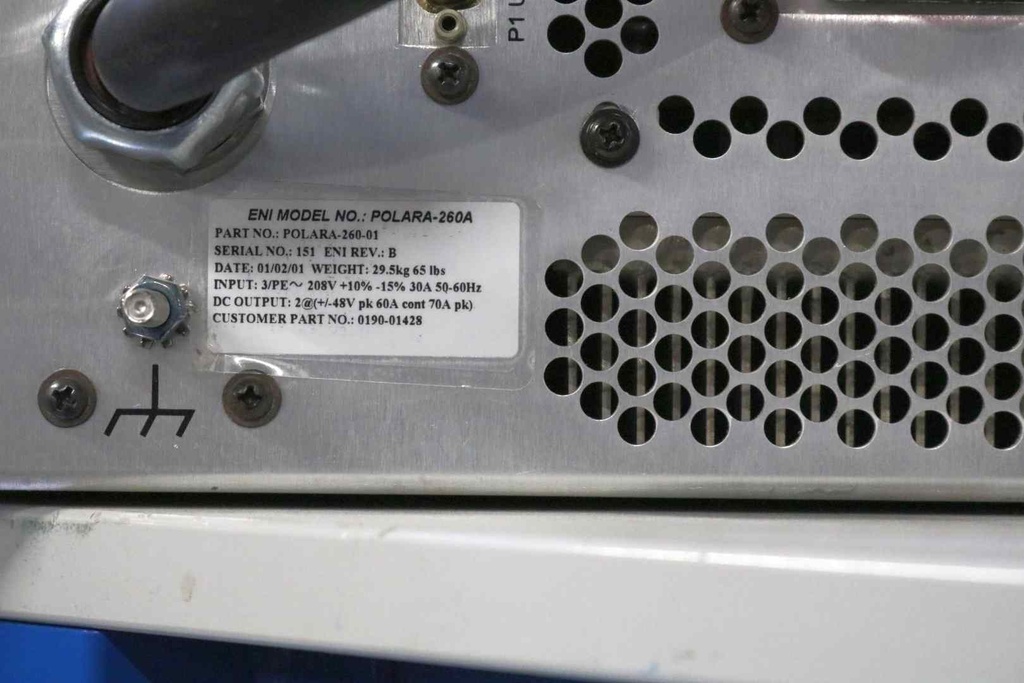 P1
ENI MODEL NO.: POLARA-260A
PART NO.: POLARA-260-01
SERIAL NO.: 151 ENI REV.: B
DATE: 01/02/01 WEIGHT: 29.5kg 65 lbs
INPUT: 3/PE～ 208V +10% -15% 30A 50-60Hz
DC OUTPUT: 2@(+/-48V pk 60A cont 70A pk)
CUSTOMER PART NO.: 0190-01428